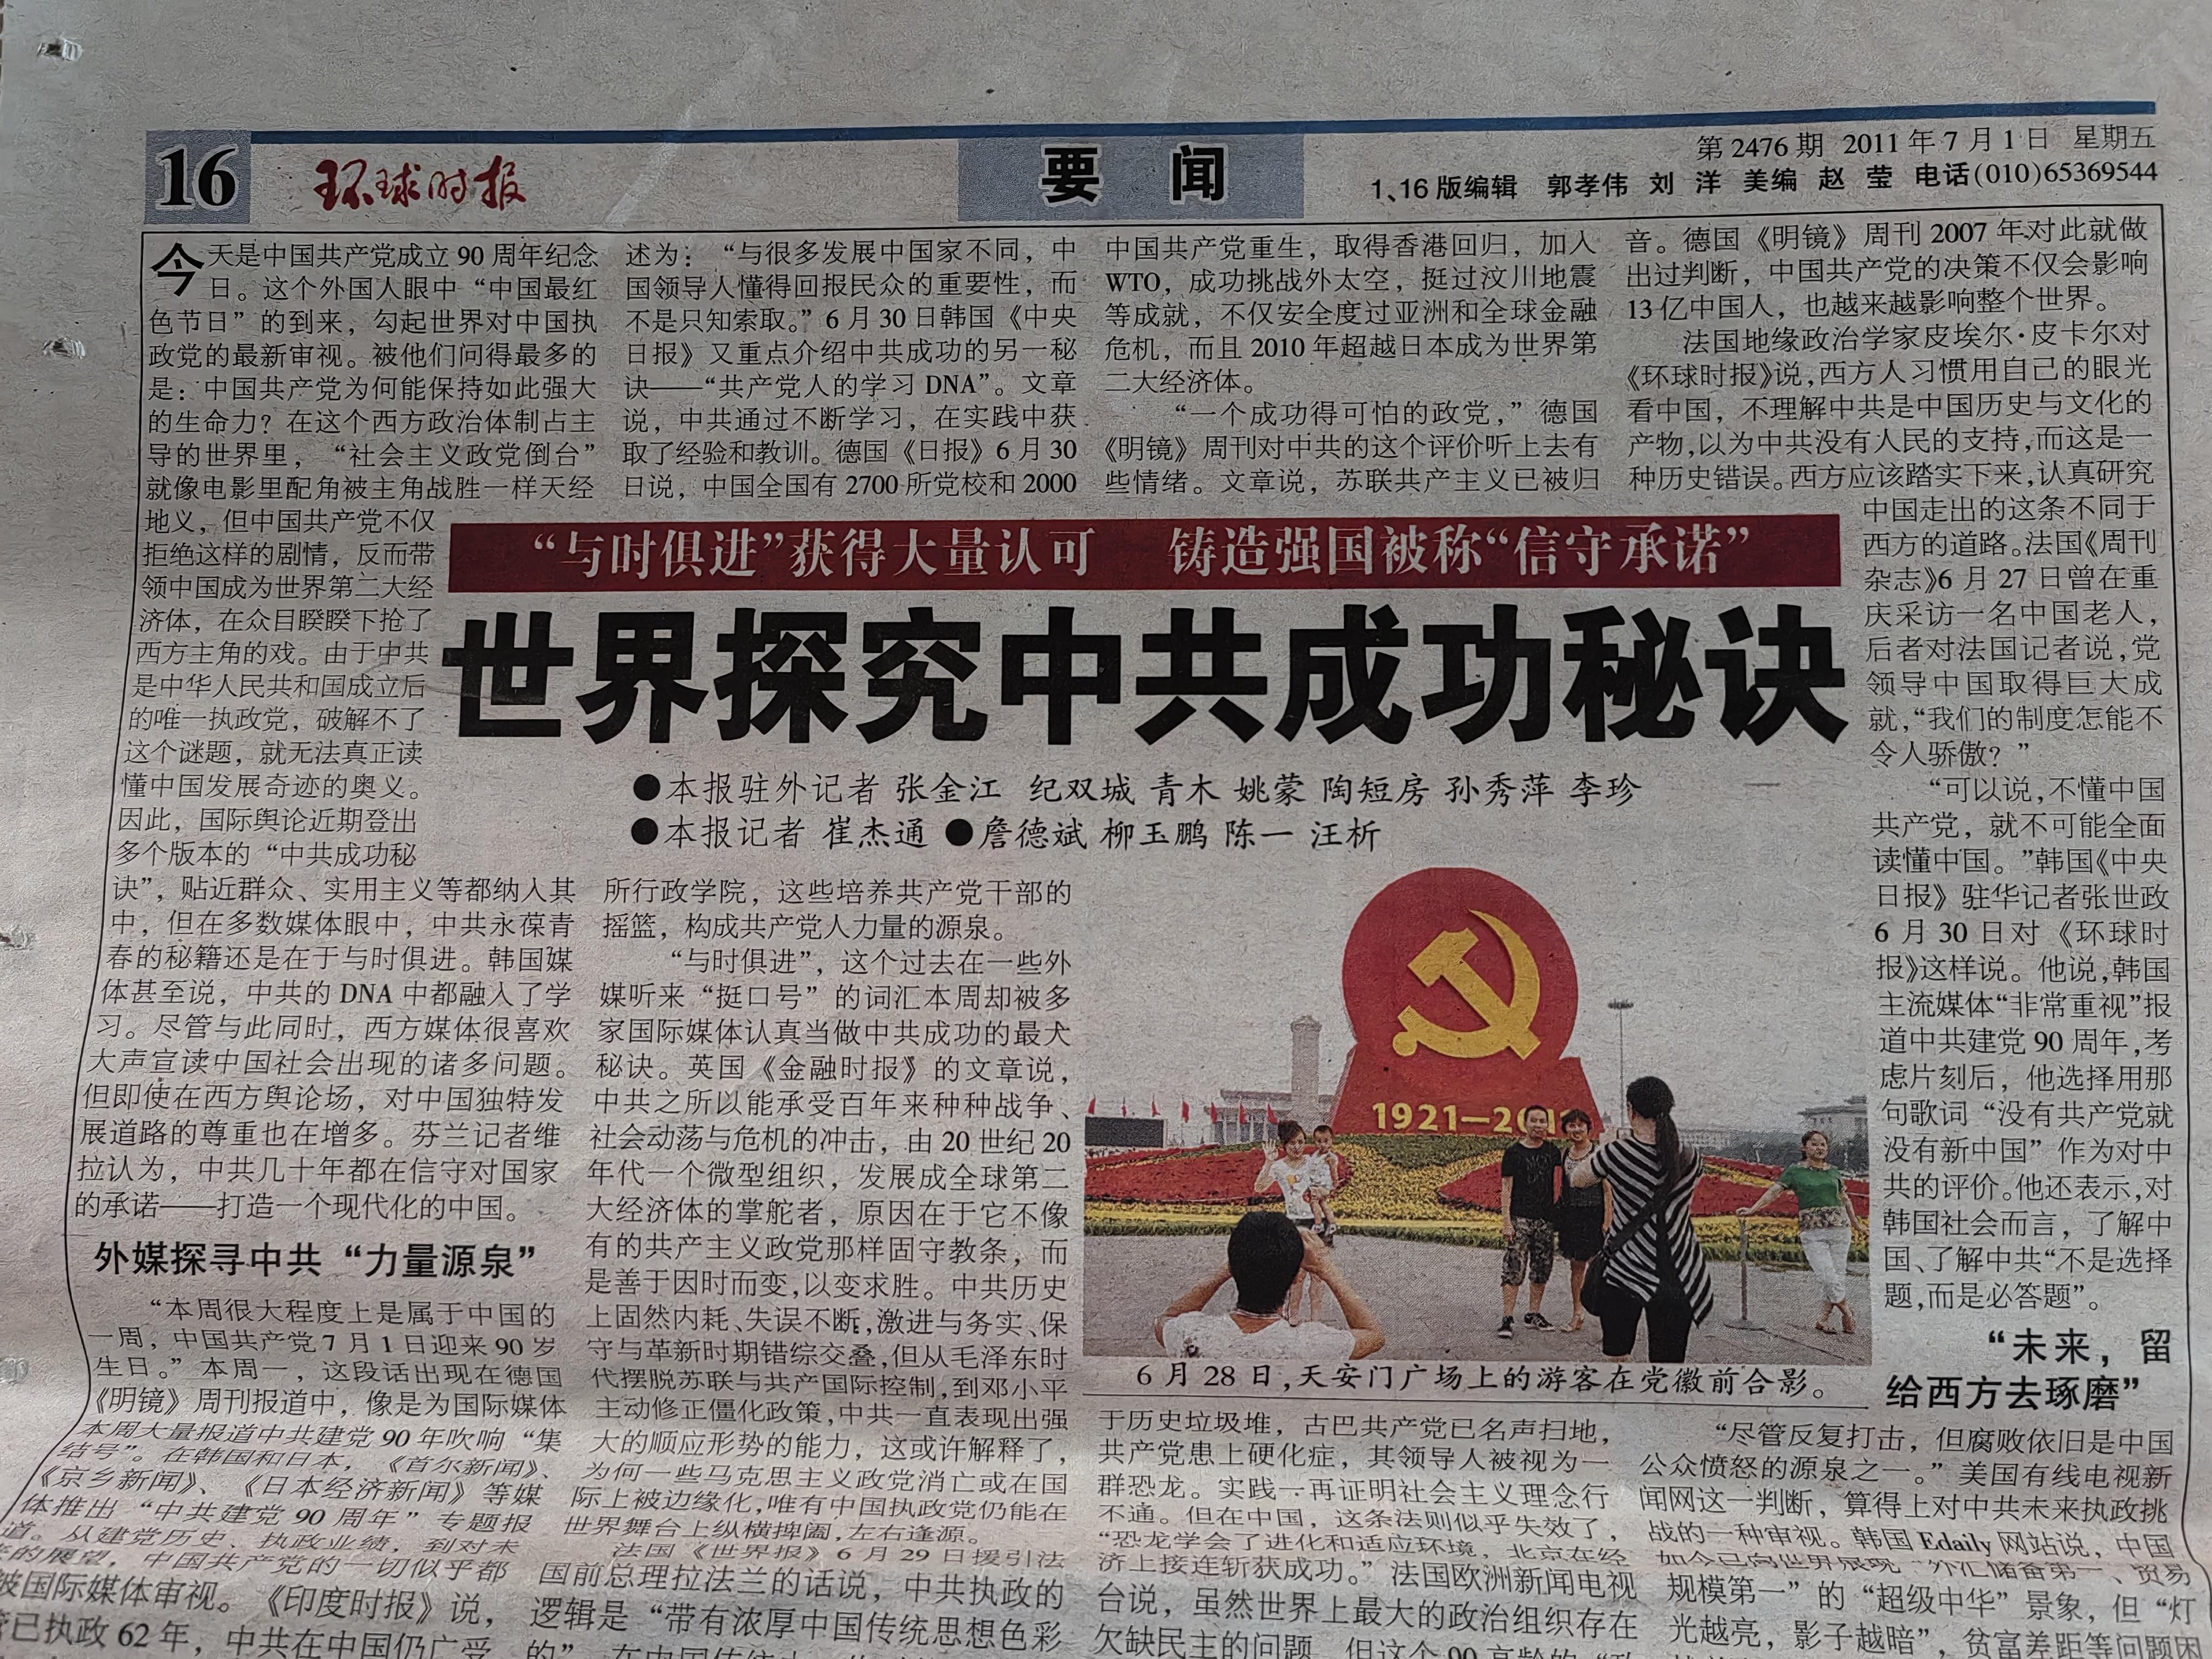 16
环球时报
要 闻
第 2476 期 2011 年 7 月 1 日 星期五
1、16 版编辑 郭孝伟 刘 洋 美编 赵 莹 电话(010)65369544
今天是中国共产党成立 90 周年纪念
日。这个外国人眼中“中国最红
色节日”的到来，勾起世界对中国执
政党的最新审视。被他们问得最多的
是：中国共产党为何能保持如此强大
的生命力？在这个西方政治体制占主
导的世界里，“社会主义政党倒台”
就像电影里配角被主角战胜一样天经
地义，但中国共产党不仅
拒绝这样的剧情，反而带
领中国成为世界第二大经
济体，在众目睽睽下抢了
西方主角的戏。由于中共
是中华人民共和国成立后
的唯一执政党，破解不了
这个谜题，就无法真正读
懂中国发展奇迹的奥义。
因此，国际舆论近期登出
多个版本的“中共成功秘
诀”，贴近群众、实用主义等都纳入其
中，但在多数媒体眼中，中共永葆青
春的秘籍还是在于与时俱进。韩国媒
体甚至说，中共的 DNA 中都融入了学
习。尽管与此同时，西方媒体很喜欢
大声宣读中国社会出现的诸多问题。
但即使在西方舆论场，对中国独特发
展道路的尊重也在增多。芬兰记者维
拉认为，中共几十年都在信守对国家
的承诺——打造一个现代化的中国。
外媒探寻中共“力量源泉”
“本周很大程度上是属于中国的
一周，中国共产党 7 月 1 日迎来 90 岁
生日。”本周一，这段话出现在德国
《明镜》周刊报道中，像是为国际媒体
本周大量报道中共建党 90 年吹响“集
结号”。在韩国和日本，《首尔新闻》、
《京乡新闻》、《日本经济新闻》等媒
体推出“中共建党 90 周年”专题报
道。从建党历史、执政业绩，到对未
来的展望，中国共产党的一切似乎都
被国际媒体审视。《印度时报》说，
管已执政 62 年，中共在中国仍广受
述为：“与很多发展中国家不同，中
国领导人懂得回报民众的重要性，而
不是只知索取。”6 月 30 日韩国《中央
日报》又重点介绍中共成功的另一秘
诀——“共产党人的学习 DNA”。文章
说，中共通过不断学习，在实践中获
取了经验和教训。德国《日报》6 月 30
日说，中国全国有 2700 所党校和 2000
“与时俱进”获得大量认可 铸造强国被称“信守承诺”
世界探究中共成功秘诀
●本报驻外记者 张金江 纪双城 青木 姚蒙 陶短房 孙秀萍 李珍
●本报记者 崔杰通 ●詹德斌 柳玉鹏 陈一 汪析
所行政学院，这些培养共产党干部的
摇篮，构成共产党人力量的源泉。
“与时俱进”，这个过去在一些外
媒听来“挺口号”的词汇本周却被多
家国际媒体认真当做中共成功的最大
秘诀。英国《金融时报》的文章说，
中共之所以能承受百年来种种战争、
社会动荡与危机的冲击，由 20 世纪 20
年代一个微型组织，发展成全球第二
大经济体的掌舵者，原因在于它不像
有的共产主义政党那样固守教条，而
是善于因时而变，以变求胜。中共历史
上固然内耗、失误不断，激进与务实、保
守与革新时期错综交叠，但从毛泽东时
代摆脱苏联与共产国际控制，到邓小平
主动修正僵化政策，中共一直表现出强
大的顺应形势的能力，这或许解释了，
为何一些马克思主义政党消亡或在国
际上被边缘化，唯有中国执政党仍能在
世界舞台上纵横捭阖，左右逢源。
法国《世界报》6 月 29 日援引法
国前总理拉法兰的话说，中共执政的
逻辑是“带有浓厚中国传统思想色彩
的”，在中国传统
中国共产党重生，取得香港回归，加入
WTO，成功挑战外太空，挺过汶川地震
等成就，不仅安全度过亚洲和全球金融
危机，而且 2010 年超越日本成为世界第
二大经济体。
“一个成功得可怕的政党，”德国
《明镜》周刊对中共的这个评价听上去有
些情绪。文章说，苏联共产主义已被归
1921—2011
6 月 28 日，天安门广场上的游客在党徽前合影。
于历史垃圾堆，古巴共产党已名声扫地，
共产党患上硬化症，其领导人被视为一
群恐龙。实践一再证明社会主义理念行
不通。但在中国，这条法则似乎失效了，
“恐龙学会了进化和适应环境，北京在经
济上接连斩获成功。”法国欧洲新闻电视
台说，虽然世界上最大的政治组织存在
欠缺民主的问题，但这个 90 高龄的
音。德国《明镜》周刊 2007 年对此就做
出过判断，中国共产党的决策不仅会影响
13 亿中国人，也越来越影响整个世界。
法国地缘政治学家皮埃尔·皮卡尔对
《环球时报》说，西方人习惯用自己的眼光
看中国，不理解中共是中国历史与文化的
产物，以为中共没有人民的支持，而这是一
种历史错误。西方应该踏实下来，认真研究
中国走出的这条不同于
西方的道路。法国《周刊
杂志》6 月 27 日曾在重
庆采访一名中国老人，
后者对法国记者说，党
领导中国取得巨大成
就，“我们的制度怎能不
令人骄傲？”
“可以说，不懂中国
共产党，就不可能全面
读懂中国。”韩国《中央
日报》驻华记者张世政
6 月 30 日对《环球时
报》这样说。他说，韩国
主流媒体“非常重视”报
道中共建党 90 周年，考
虑片刻后，他选择用那
句歌词“没有共产党就
没有新中国”作为对中
共的评价。他还表示，对
韩国社会而言，了解中
国、了解中共“不是选择
题，而是必答题”。
“未来，留
给西方去琢磨”
“尽管反复打击，但腐败依旧是中国
公众愤怒的源泉之一。”美国有线电视新
闻网这一判断，算得上对中共未来执政挑
战的一种审视。韩国 Edaily 网站说，中国
如今已向世界展现“外汇储备第一、贸易
规模第一”的“超级中华”景象，但“灯
光越亮，影子越暗”，贫富差距等问题困